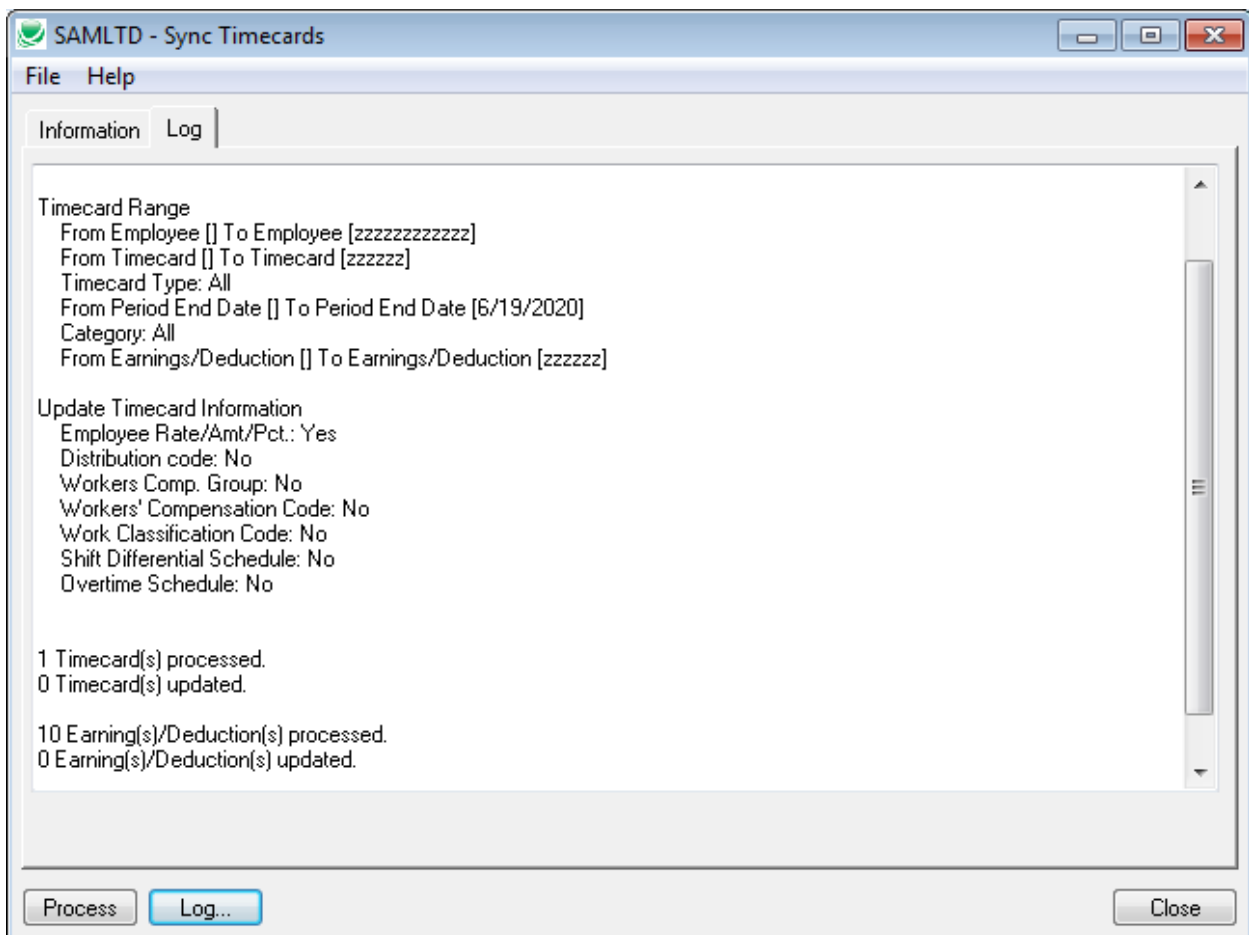 SAMLTD - Sync Timecards
File Help
Information Log
Timecard Range
From Employee [] To Employee [zzzzzzzzzzzz]
From Timecard [] To Timecard [zzzzzz]
Timecard Type: All
From Period End Date [] To Period End Date [6/19/2020]
Category: All
From Earnings/Deduction [] To Earnings/Deduction [zzzzzz]
Update Timecard Information
Employee Rate/Amt/Pct.: Yes
Distribution code: No
Workers Comp. Group: No
Workers' Compensation Code: No
Work Classification Code: No
Shift Differential Schedule: No
Overtime Schedule: No
1 Timecard(s) processed.
0 Timecard(s) updated.
10 Earning(s)/Deduction(s) processed.
0 Earning(s)/Deduction(s) updated.
Process Log... Close